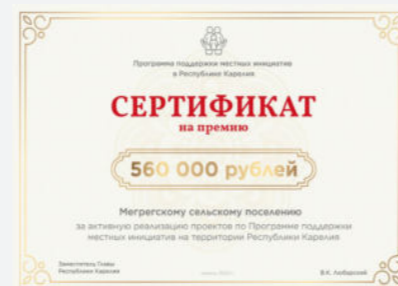 Программа поддержки местных инициатив
в Республике Карелия
СЕРТИФИКАТ
на премию
560 000 рублей
Мегрегскому сельскому поселению
за активную реализацию проектов по Программе поддержки
местных инициатив на территории Республики Карелия
Заместитель Главы
Республики Карелия
В.К. Любарский